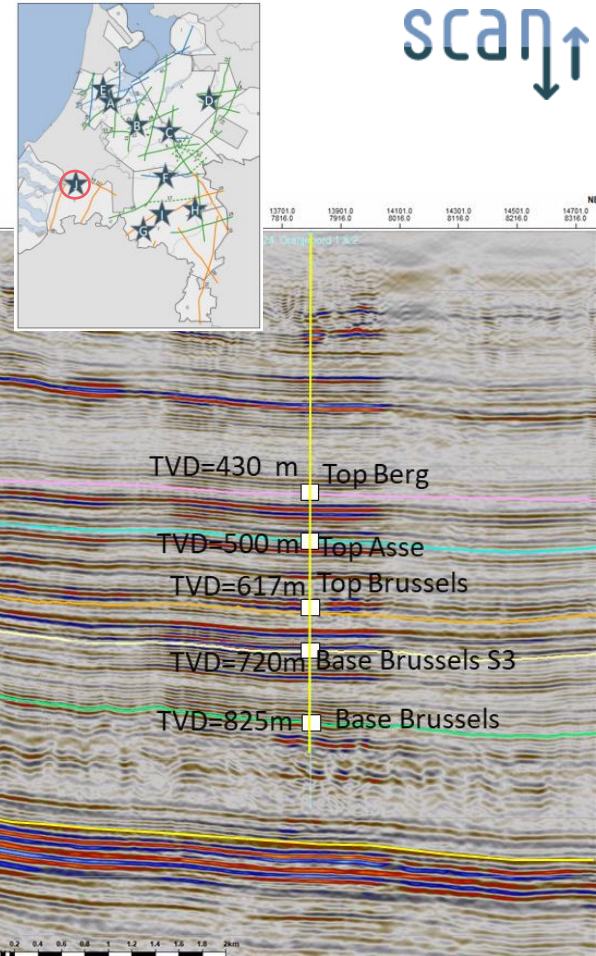 scan
E
A
B
C
D
F
J
I
H
G
NE
13701.0 13901.0 14101.0 14301.0 14501.0 14701.0
7816.0 7916.0 8016.0 8116.0 8216.0 8316.0
TVD=430 m Top Berg
TVD=500 m Top Asse
TVD=617m Top Brussels
TVD=720m Base Brussels S3
TVD=825m Base Brussels
0.2 0.4 0.6 0.8 1 1.2 1.4 1.6 1.8 2km